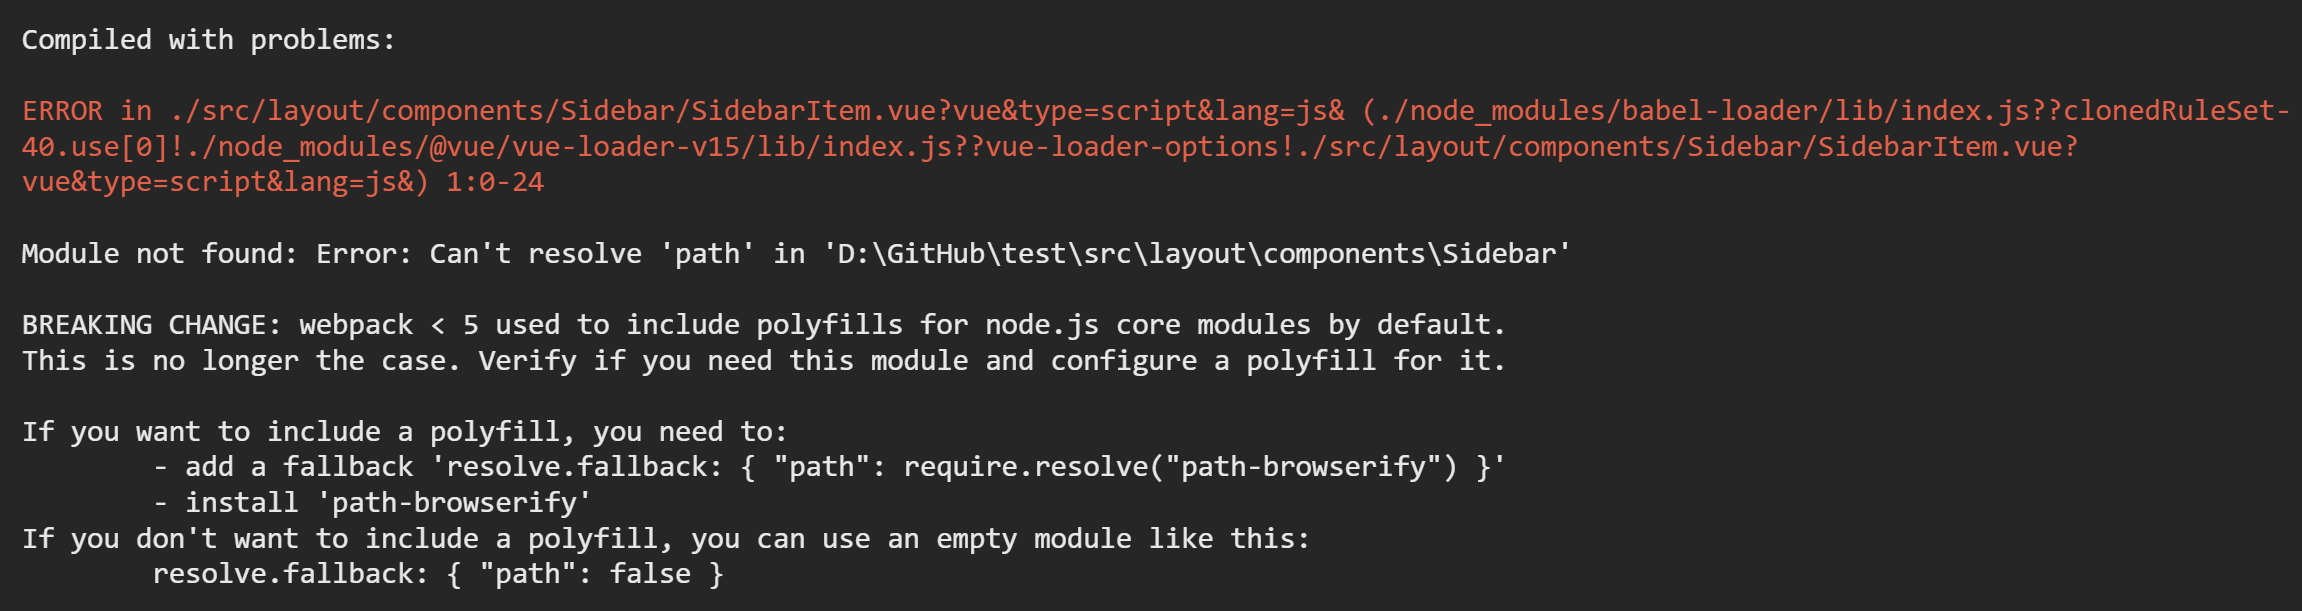 Compiled with problems:
ERROR in ./src/layout/components/Sidebar/SidebarItem.vue?vue&type=script&lang=js& (./node_modules/babel-loader/lib/index.js??clonedRuleSet-
40.use[0]!./node_modules/@vue/vue-loader-v15/lib/index.js??vue-loader-options!./src/layout/components/Sidebar/SidebarItem.vue?
vue&type=script&lang=js&) 1:0-24
Module not found: Error: Can't resolve 'path' in 'D:\GitHub\test\src\layout\components\Sidebar'
BREAKING CHANGE: webpack < 5 used to include polyfills for node.js core modules by default.
This is no longer the case. Verify if you need this module and configure a polyfill for it.
If you want to include a polyfill, you need to:
- add a fallback 'resolve.fallback: { "path": require.resolve("path-browserify") }'
- install 'path-browserify'
If you don't want to include a polyfill, you can use an empty module like this:
resolve.fallback: { "path": false }